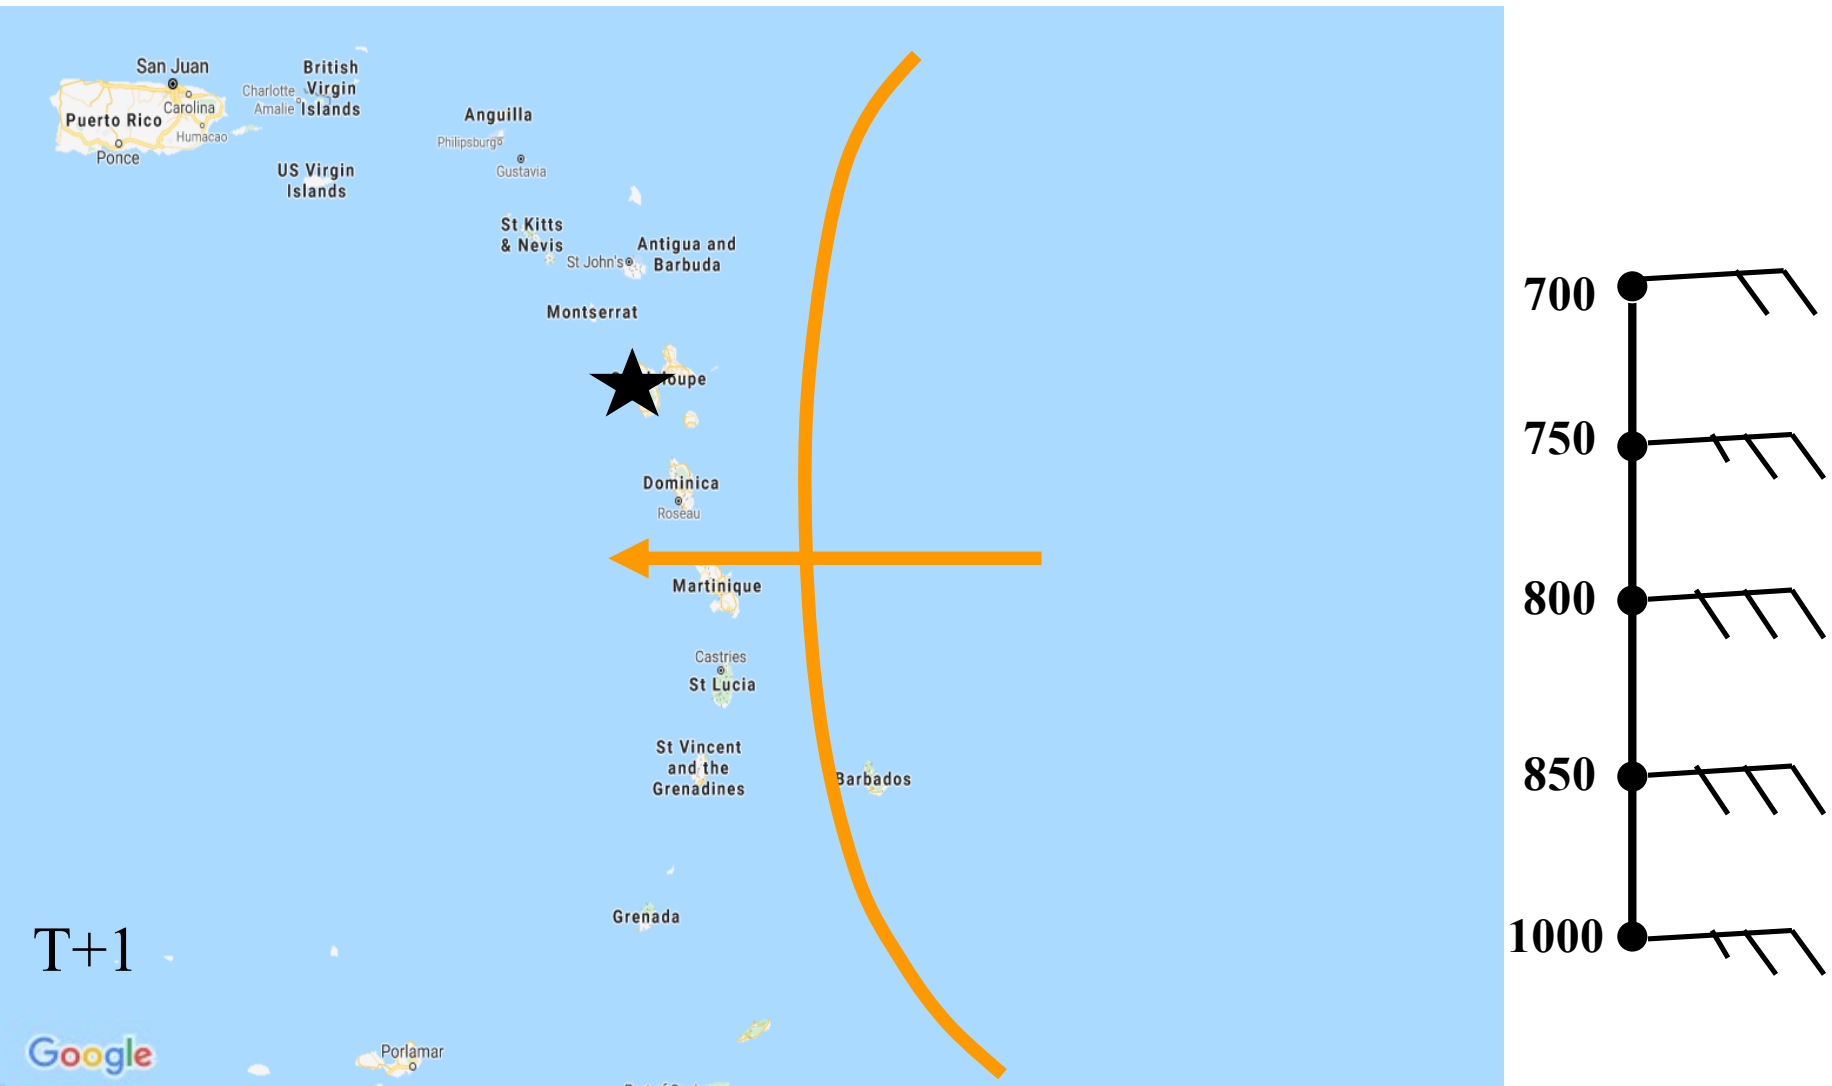 San Juan
Carolina
Puerto Rico
Humacao
Ponce
British
Virgin
Islands
Charlotte
Amalie
US Virgin
Islands
Anguilla
Philipsburg
Gustavia
St Kitts
& Nevis
St John's
Antigua and
Barbuda
Montserrat
Dominica
Roseau
Martinique
Castries
St Lucia
St Vincent
and the
Grenadines
Barbados
Grenada
T+1
Google
Porlamar
700
750
800
850
1000